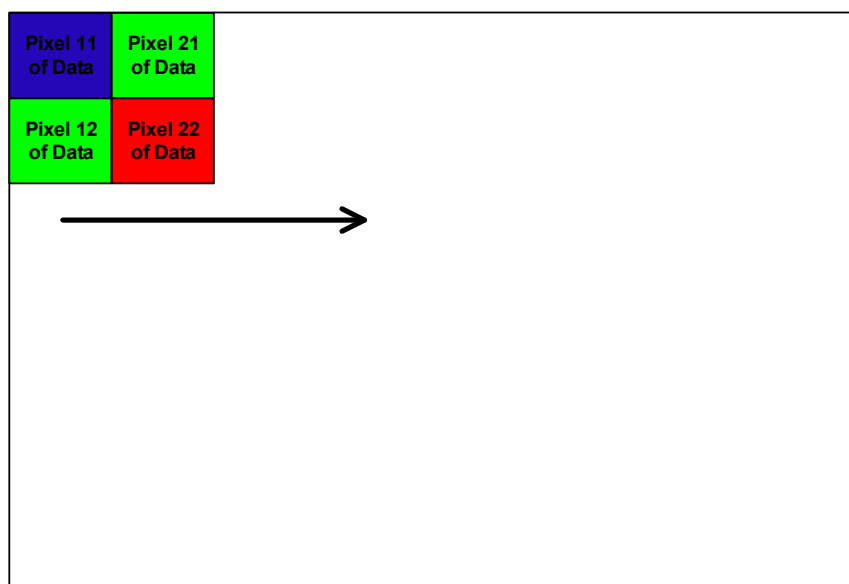 Pixel 11
of Data
Pixel 21
of Data
Pixel 12
of Data
Pixel 22
of Data